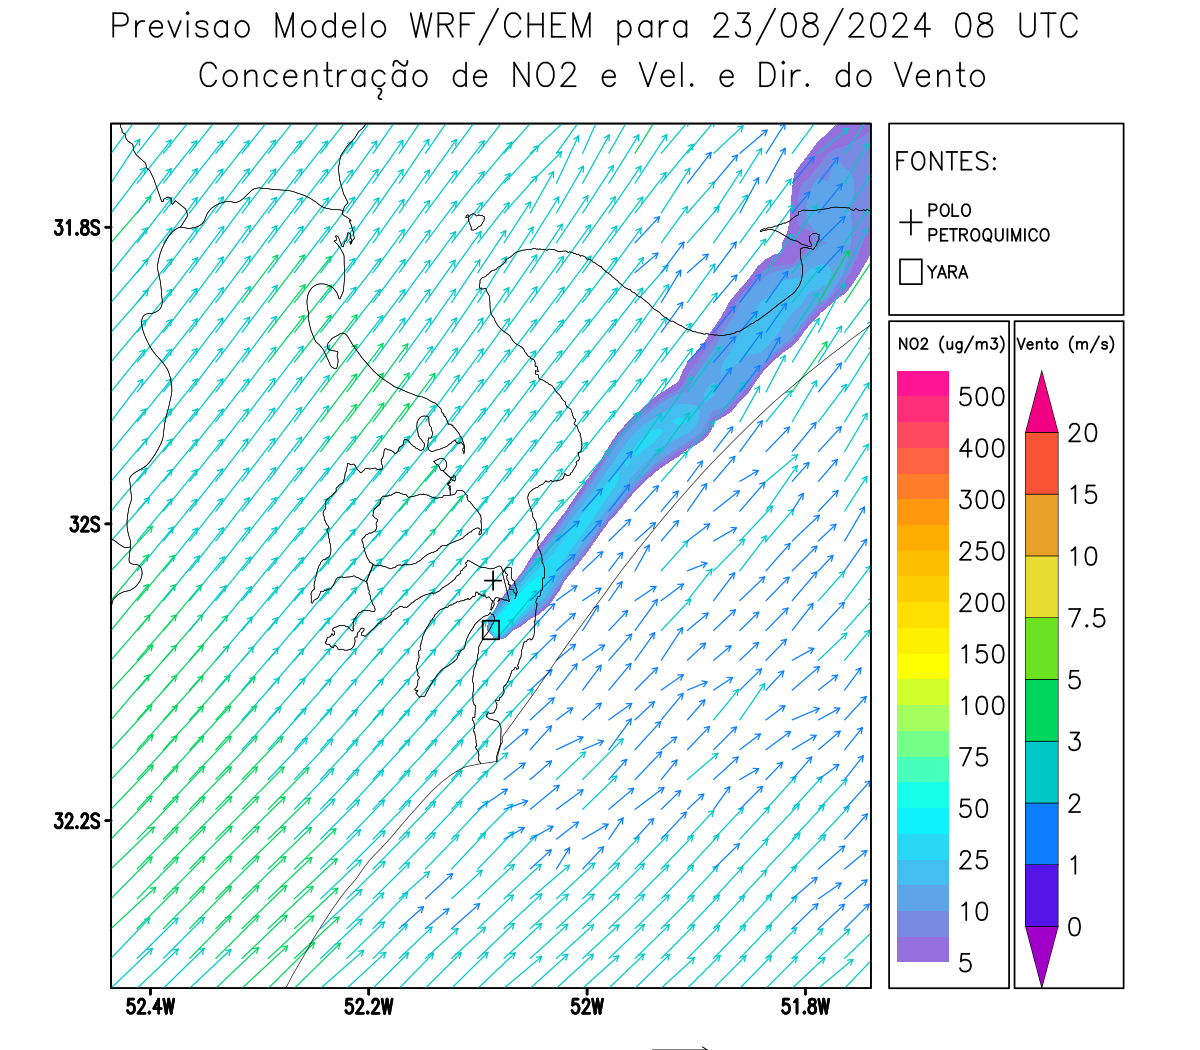 Previsao Modelo WRF/CHEM para 23/08/2024 08 UTC
Concentração de NO2 e Vel. e Dir. do Vento
FONTES:
POLO
PETROQUIMICO
YARA
NO2 (ug/m3)
500
400
300
250
200
150
100
75
50
25
10
5
Vento (m/s)
20
15
10
7.5
5
3
2
1
0
31.8S
32S
32.2S
52.4W
52.2W
52W
51.8W